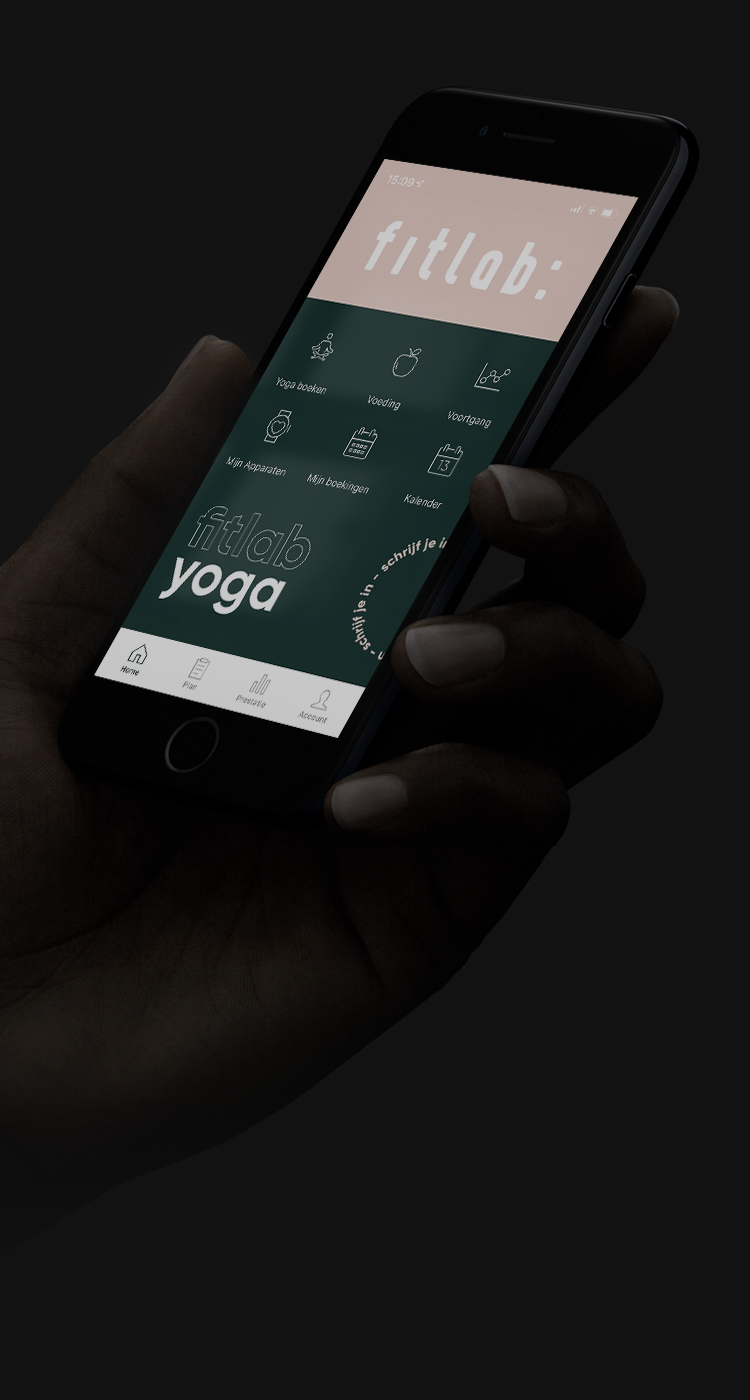 15:09
fitlab:
Yoga boeken
Voeding
Voortgang
Mijn Apparaten
Mijn boekingen
Kalender
13
fitlab
yoga
schrijf je in - schrijf je in -
Home
Plan
Prestatie
Account